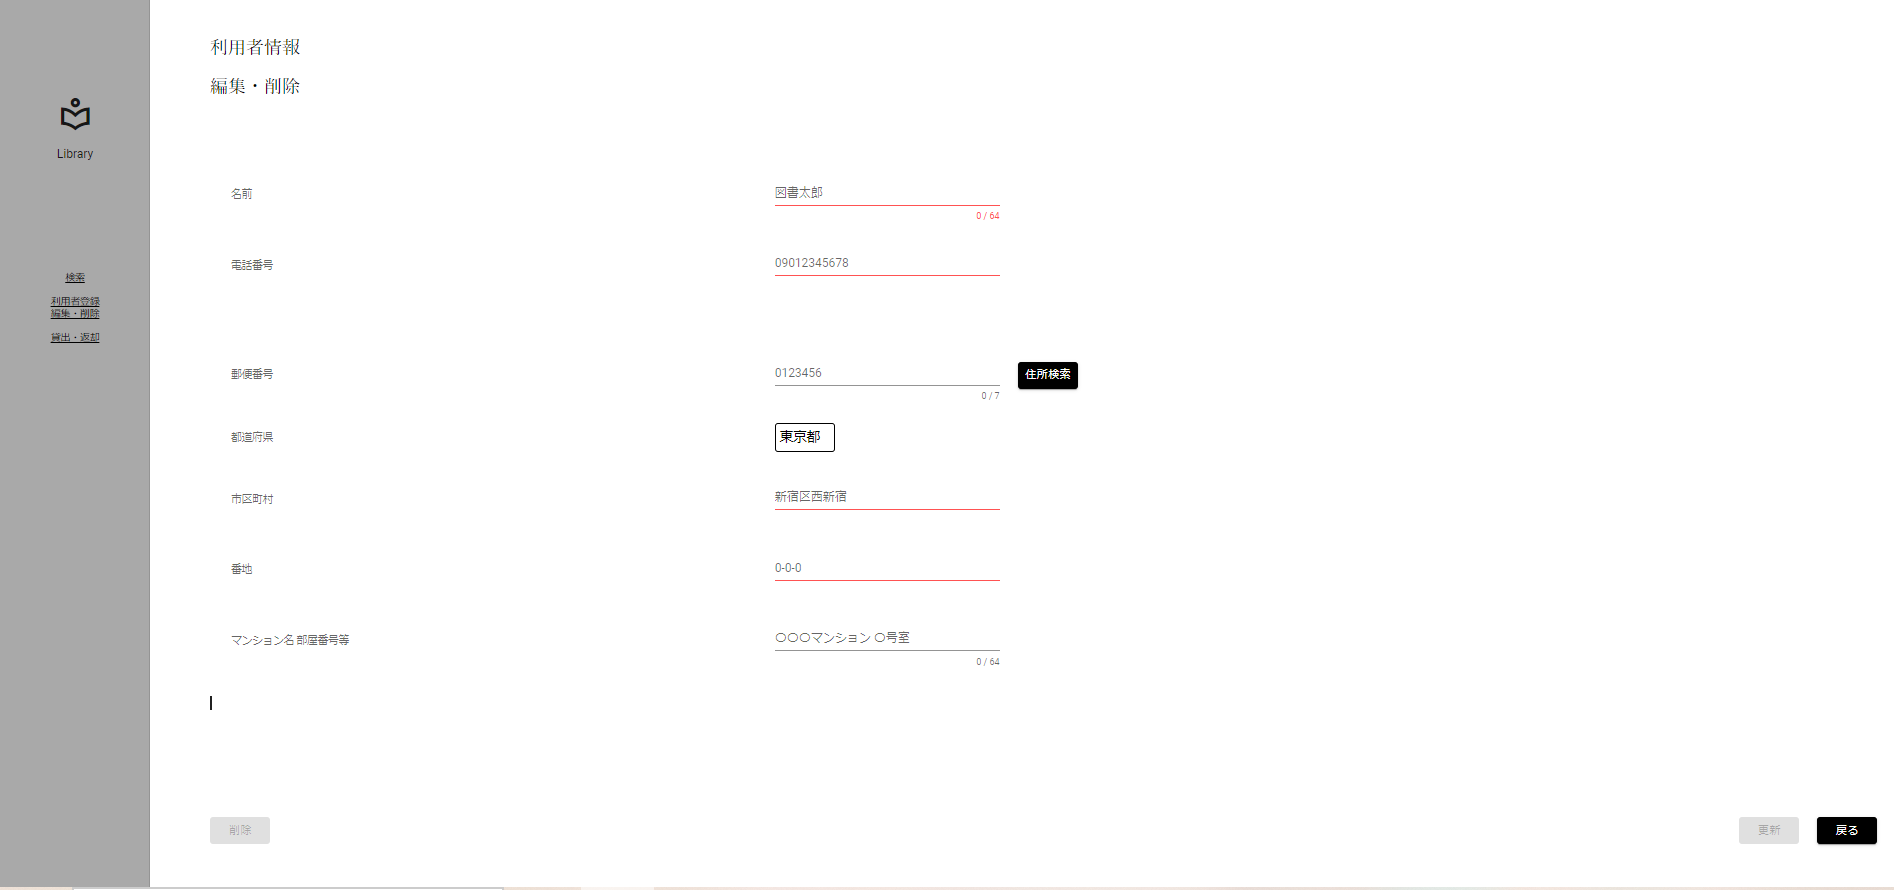 Library
検索
利用者登録
編集・削除
貸出・返却
利用者情報
編集・削除
名前
図書太郎
0 / 64
電話番号
09012345678
郵便番号
0123456
住所検索
0 / 7
都道府県
東京都
市区町村
新宿区西新宿
番地
0-0-0
マンション名 部屋番号等
〇〇〇マンション 〇号室
0 / 64
削除
更新
戻る